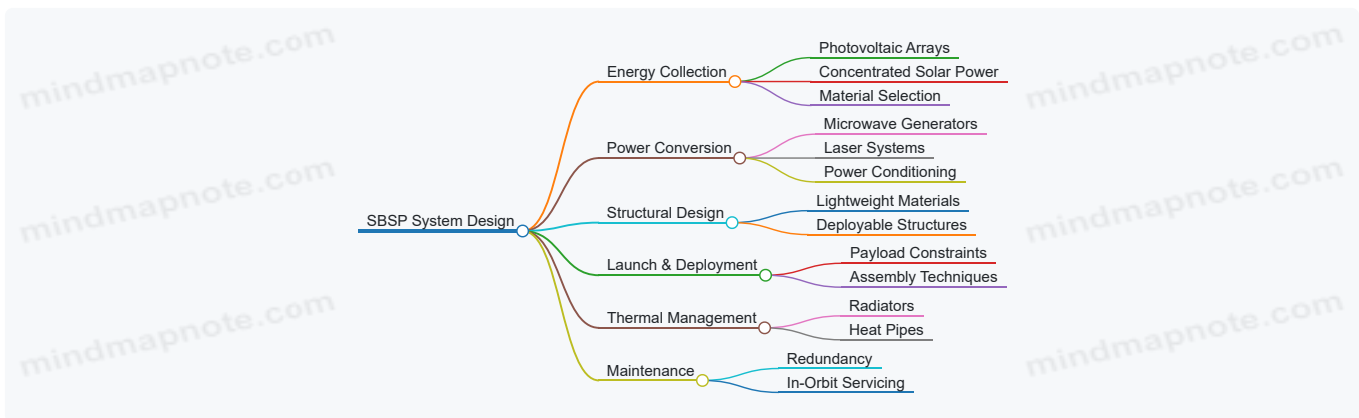 mindmapnote.com
mindmapnote.com
mindmapnote.com
SBSP System Design
Energy Collection
Photovoltaic Arrays
Concentrated Solar Power
Material Selection
Power Conversion
Microwave Generators
Laser Systems
Power Conditioning
Structural Design
Lightweight Materials
Deployable Structures
Launch & Deployment
Payload Constraints
Assembly Techniques
Thermal Management
Radiators
Heat Pipes
Maintenance
Redundancy
In-Orbit Servicing
mindmapnote.com
mindmapnote.com
mindmapnote.com